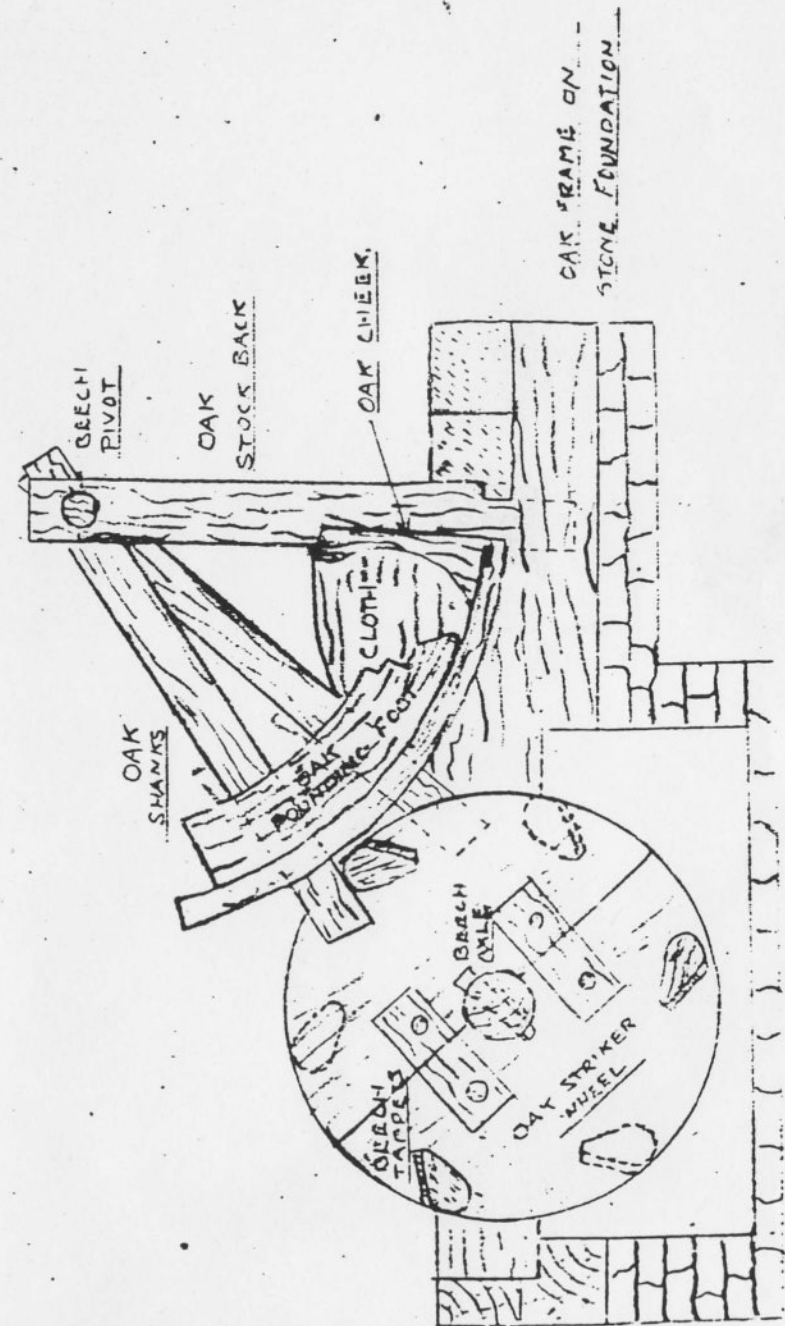 BEECH
PIVOT
OAK
STOCK BACK
OAK CHEEK.
OAK FRAME ON
STONE FOUNDATION
OAK
SHANKS
CLOTH
OAK
POUNDING FOOT
BEECH
AXLE
BEECH
TAPPETS
OAK STRIKER
WHEEL